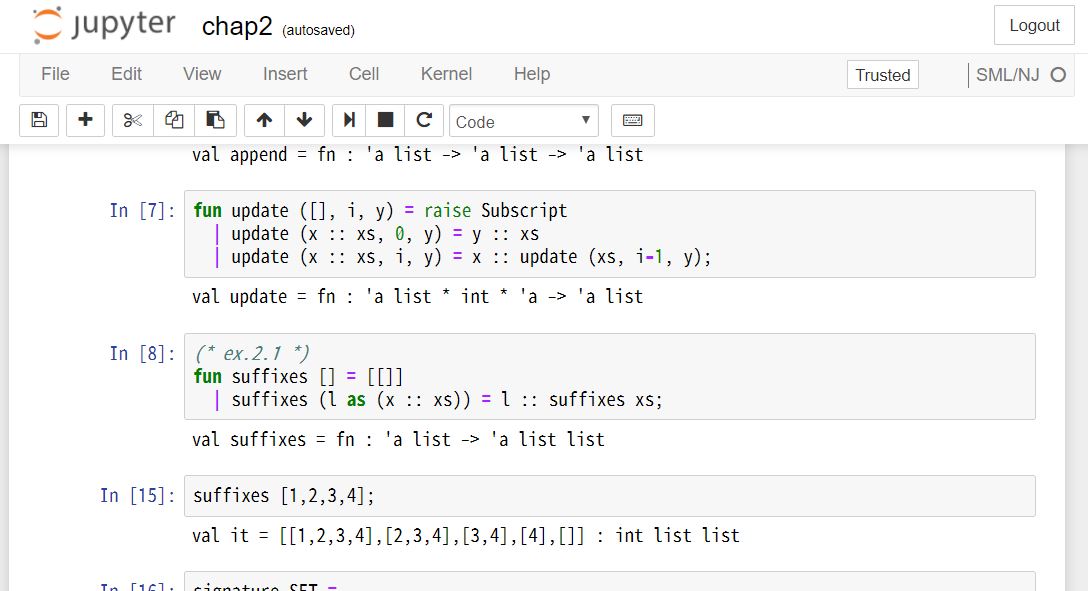 jupyter chap2 (autosaved) Logout
File Edit View Insert Cell Kernel Help Trusted SML/NJ
Code
val append = fn : 'a list -> 'a list -> 'a list
In [7]: fun update ([], i, y) = raise Subscript
| update (x :: xs, 0, y) = y :: xs
| update (x :: xs, i, y) = x :: update (xs, i-1, y);
val update = fn : 'a list * int * 'a -> 'a list
In [8]: (* ex.2.1 *)
fun suffixes [] = [[]]
| suffixes (l as (x :: xs)) = l :: suffixes xs;
val suffixes = fn : 'a list -> 'a list list
In [15]: suffixes [1,2,3,4];
val it = [[1,2,3,4],[2,3,4],[3,4],[4],[]] : int list list
In [16]: signature SET =